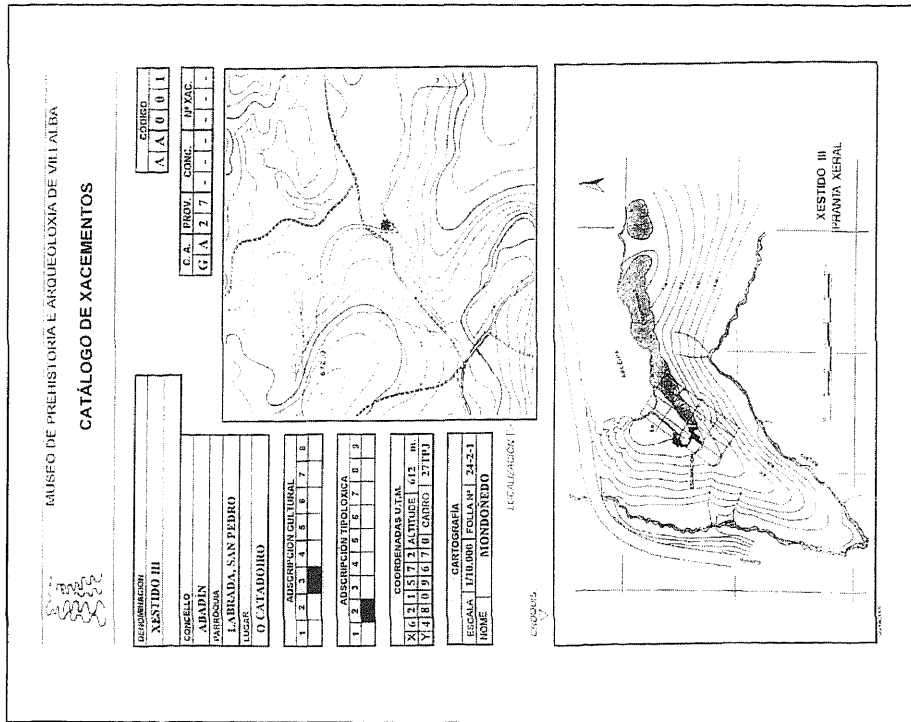 MUSEO DE PREHISTORIA E ARQUEOLOXIA DE VILLALBA
CATÁLOGO DE XACEMENTOS
CÓDIGO
A A 0 0 1
DENOMINACION
XESTIDO III
C. A. PROV. CONC. Nº XAC.
G A 2 7 - - - - - -
CONCELLO
ABADIN
PARROQUIA
LABRADA, SAN PEDRO
LUGAR
O CATADOIRO
ADSCRIPCION CULTURAL
1 2 3 4 5 6 7 8
ADSCRIPCION TIPOLOXICA
1 2 3 4 5 6 7 8 9
COORDENADAS U.T.M.
X 6 2 1 5 7 2 ALTITUDE 612 m.
Y 4 8 0 9 6 7 0 CADRO 27TPJ
CARTOGRAFÍA
ESCALA 1/10.000 FOLLA Nº 24-2-1
NOME MONDOÑEDO
LOCALIZACION
CROQUIS
XESTIDO III
PRANTA XERAL